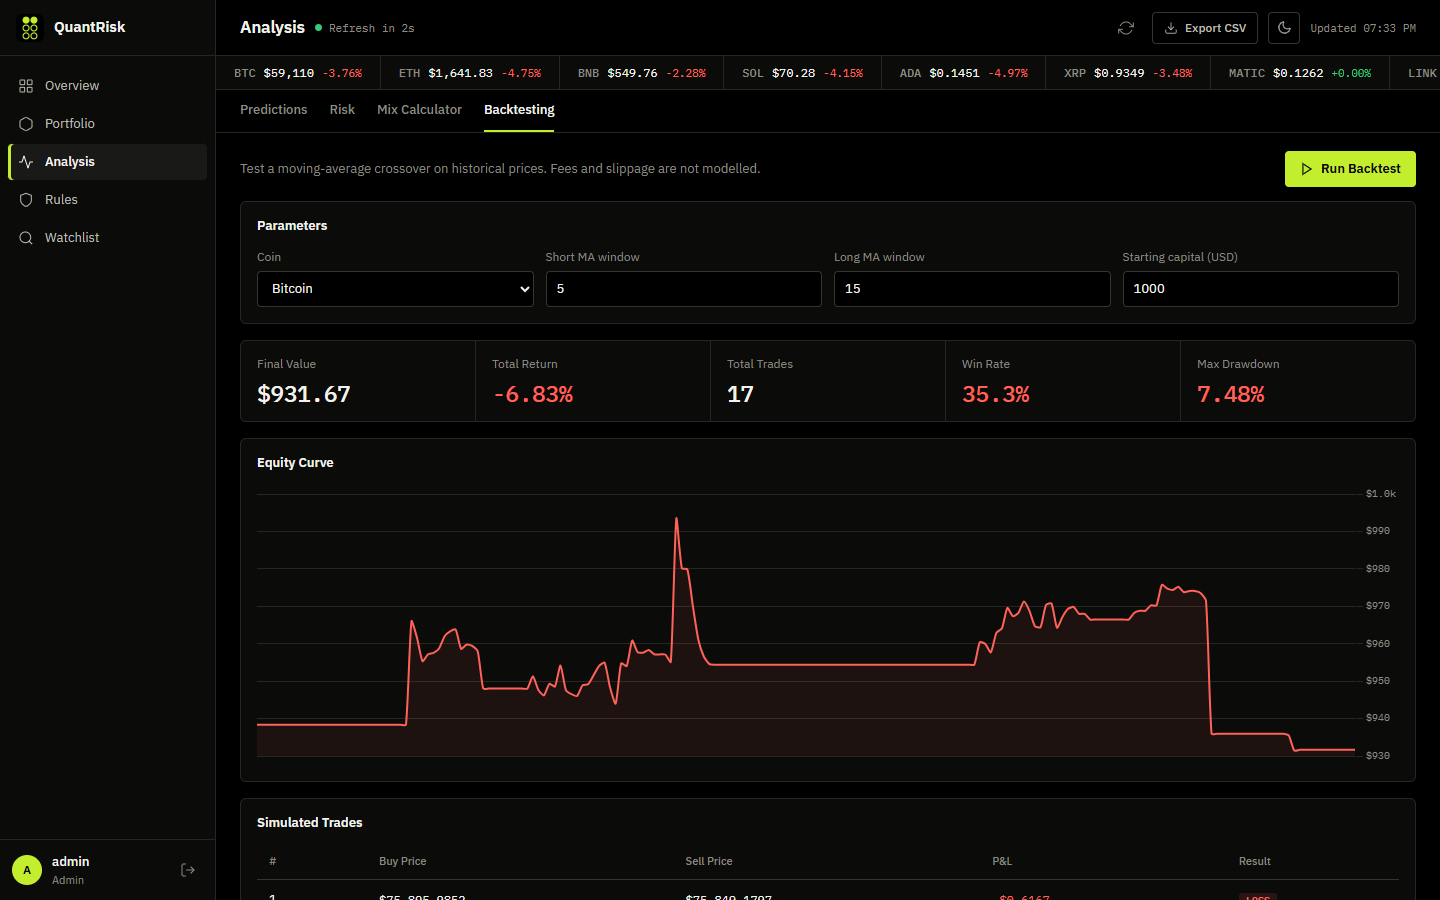 QuantRisk
Analysis
Refresh in 2s
Export CSV
Updated 07:33 PM
BTC $59,110 -3.76%
ETH $1,641.83 -4.75%
BNB $549.76 -2.28%
SOL $70.28 -4.15%
ADA $0.1451 -4.97%
XRP $0.9349 -3.48%
MATIC $0.1262 +0.00%
LINK
Overview
Portfolio
Analysis
Rules
Watchlist
Predictions
Risk
Mix Calculator
Backtesting
Test a moving-average crossover on historical prices. Fees and slippage are not modelled.
Run Backtest
Parameters
Coin
Short MA window
Long MA window
Starting capital (USD)
Bitcoin
5
15
1000
Final Value
Total Return
Total Trades
Win Rate
Max Drawdown
$931.67
-6.83%
17
35.3%
7.48%
Equity Curve
$1.0k
$990
$980
$970
$960
$950
$940
$930
Simulated Trades
# Buy Price Sell Price P&L Result
A
admin
Admin